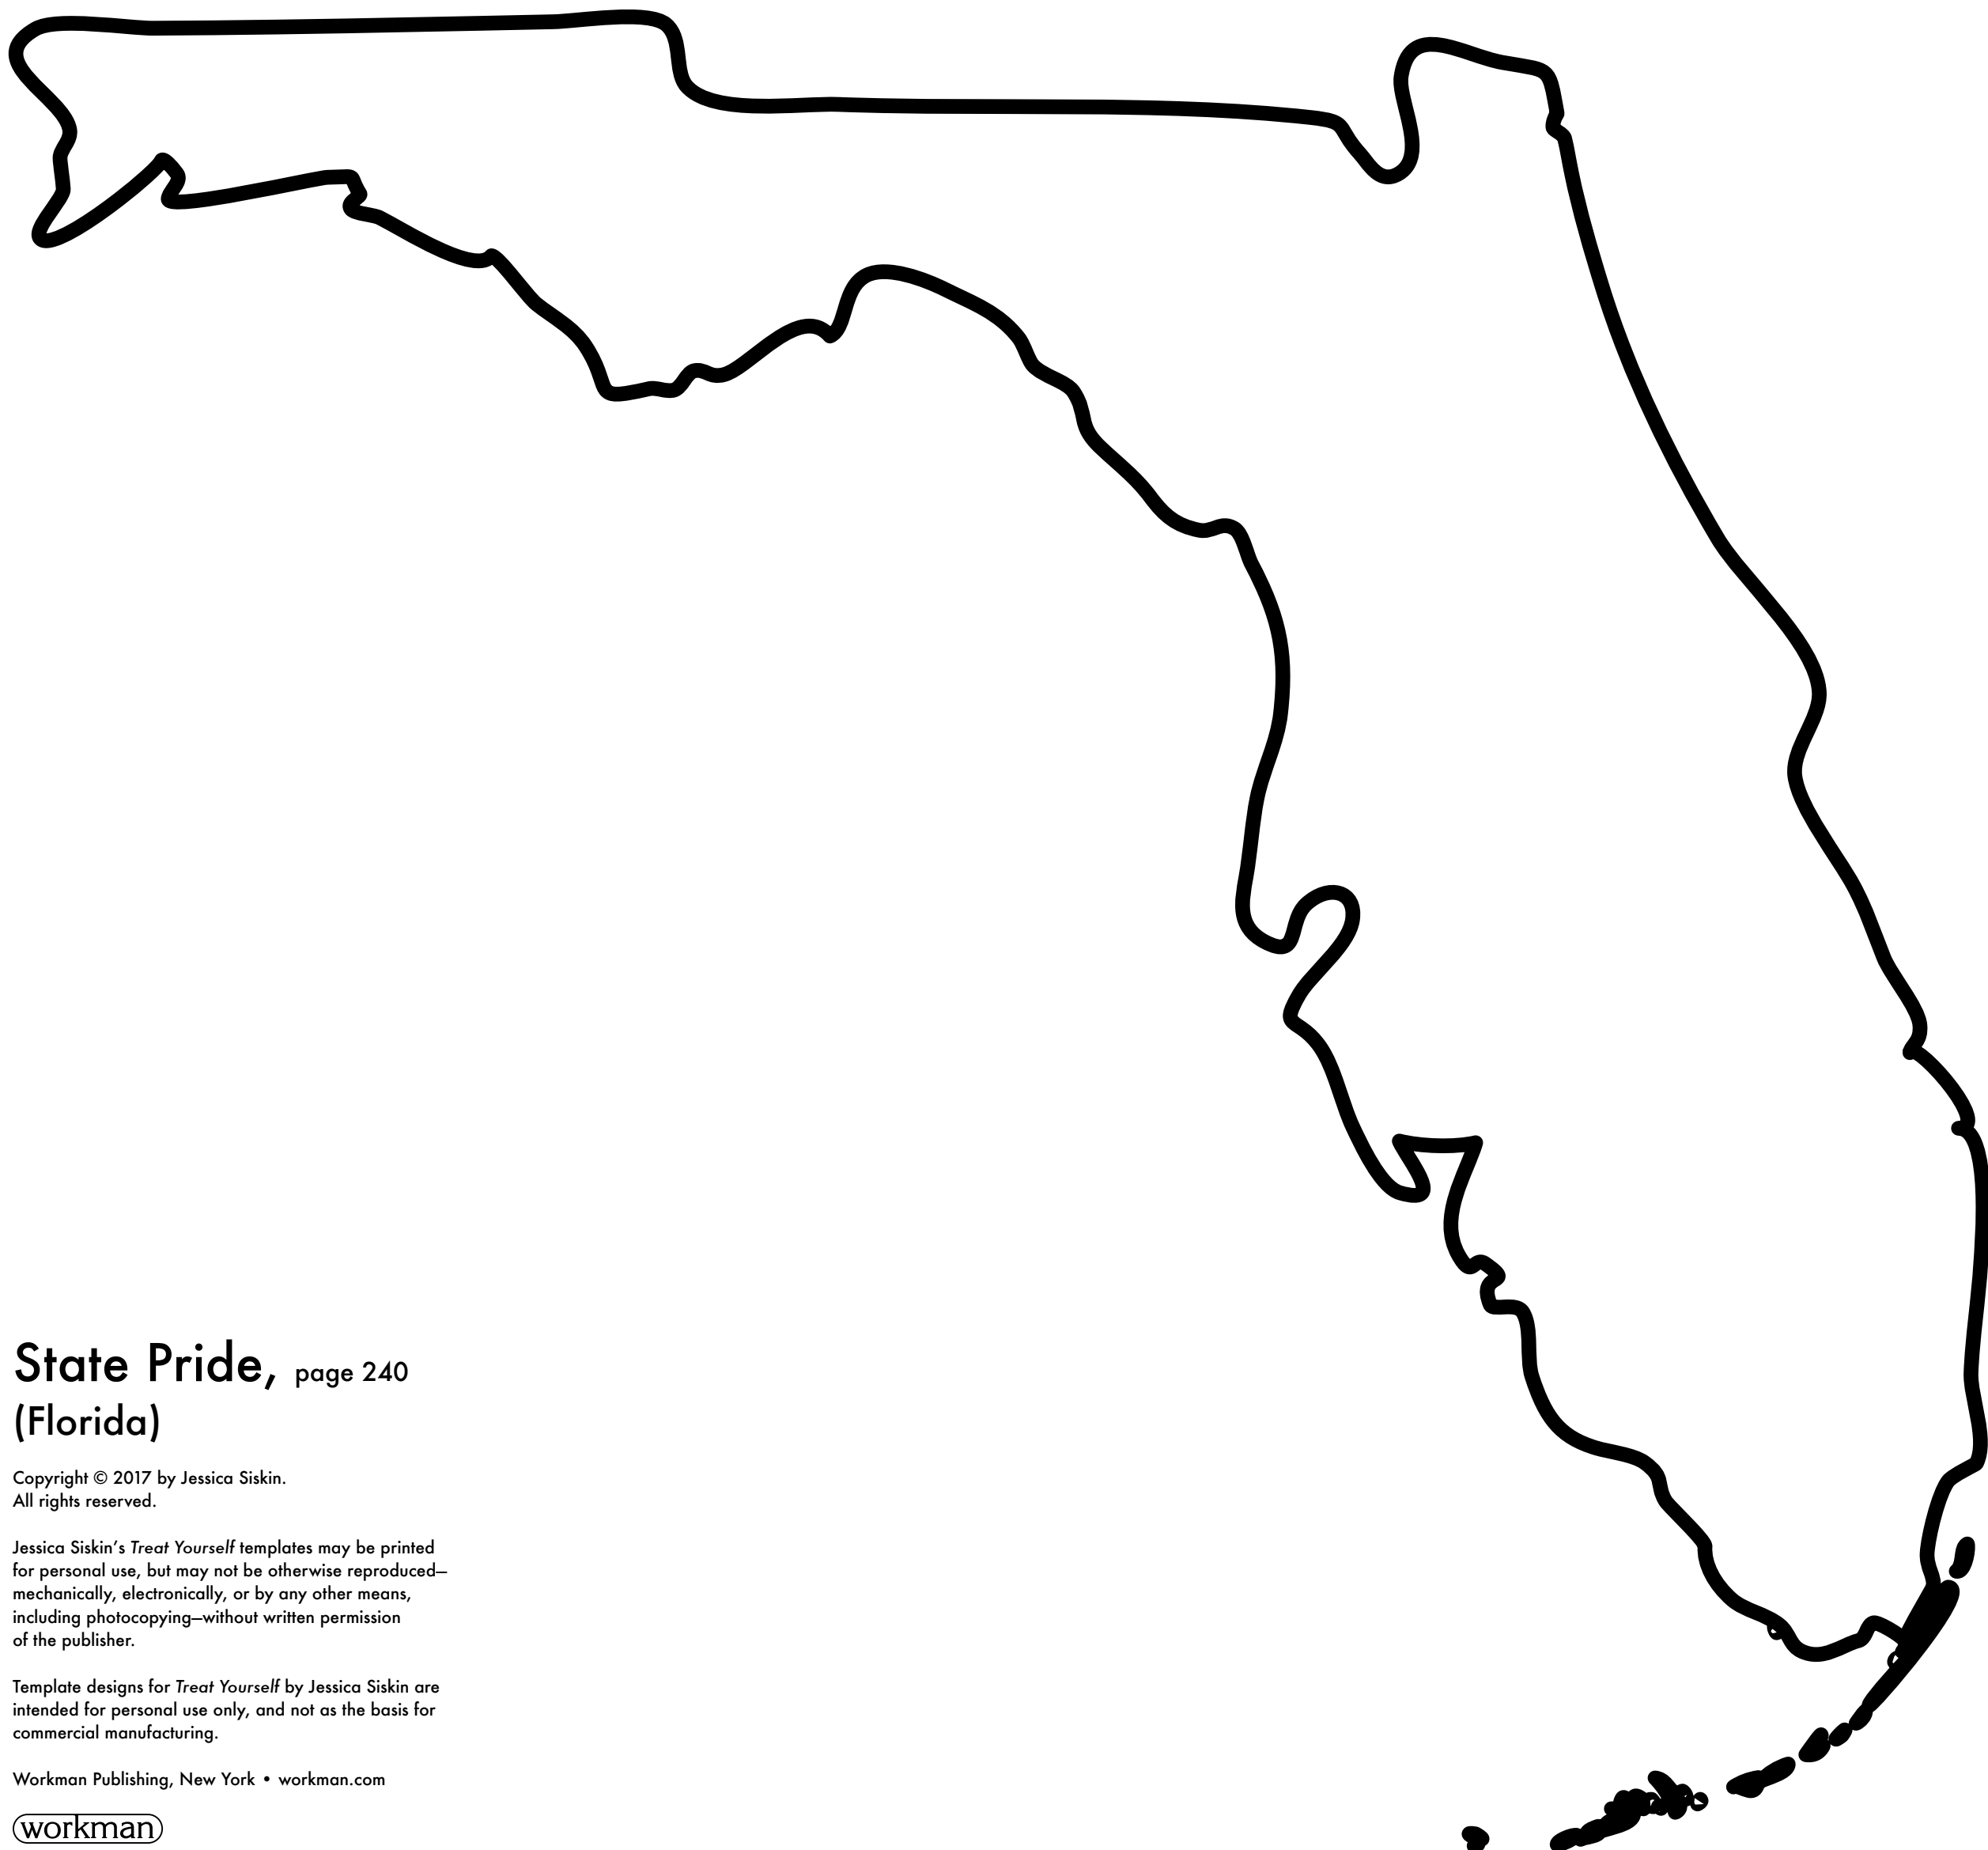 State Pride, page 240
(Florida)
Copyright © 2017 by Jessica Siskin.
All rights reserved.
Jessica Siskin’s Treat Yourself templates may be printed
for personal use, but may not be otherwise reproduced—
mechanically, electronically, or by any other means,
including photocopying—without written permission
of the publisher.
Template designs for Treat Yourself by Jessica Siskin are
intended for personal use only, and not as the basis for
commercial manufacturing.
Workman Publishing, New York • workman.com
workman